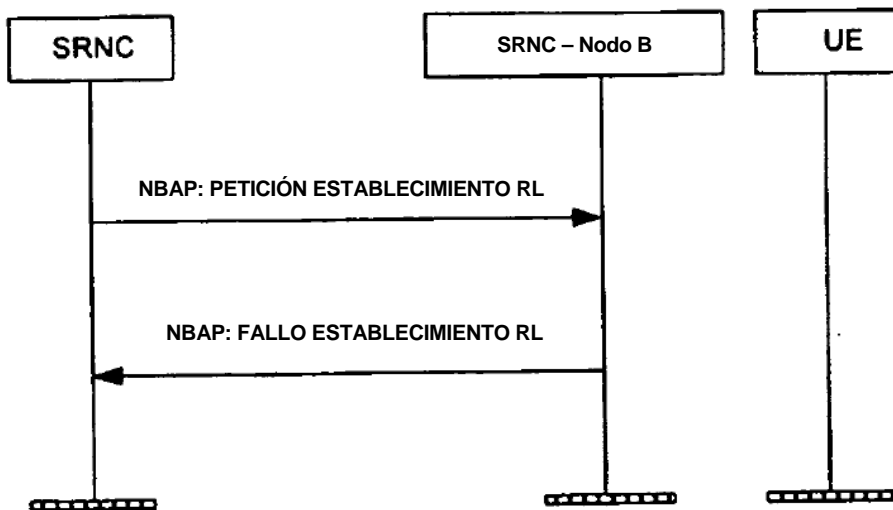 SRNC
SRNC – Nodo B
UE
NBAP: PETICIÓN ESTABLECIMIENTO RL
NBAP: FALLO ESTABLECIMIENTO RL